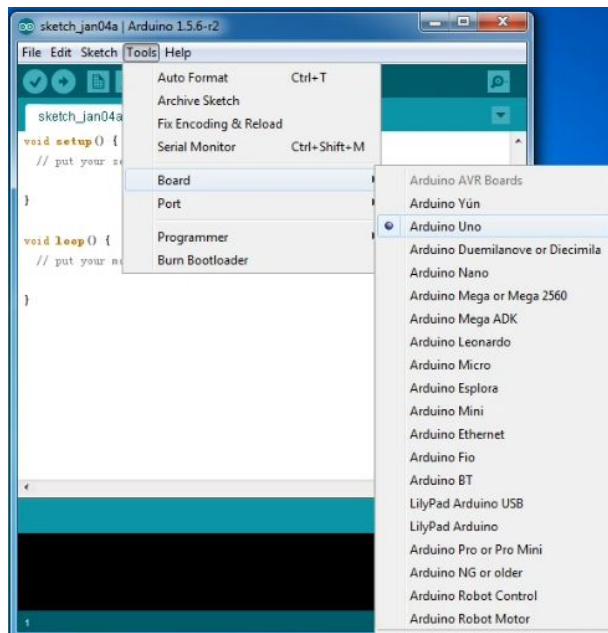 sketch_jan04a | Arduino 1.5.6-r2
File Edit Sketch Tools Help
sketch_jan04a
void setup() {
// put your
}
void loop() {
// put your
}
Auto Format Ctrl+T
Archive Sketch
Fix Encoding & Reload
Serial Monitor Ctrl+Shift+M
Board
Port
Programmer
Burn Bootloader
Arduino AVR Boards
Arduino Yún
Arduino Uno
Arduino Duemilanove or Diecimila
Arduino Nano
Arduino Mega or Mega 2560
Arduino Mega ADK
Arduino Leonardo
Arduino Micro
Arduino Esplora
Arduino Mini
Arduino Ethernet
Arduino Fio
Arduino BT
LilyPad Arduino USB
LilyPad Arduino
Arduino Pro or Pro Mini
Arduino NG or older
Arduino Robot Control
Arduino Robot Motor
1